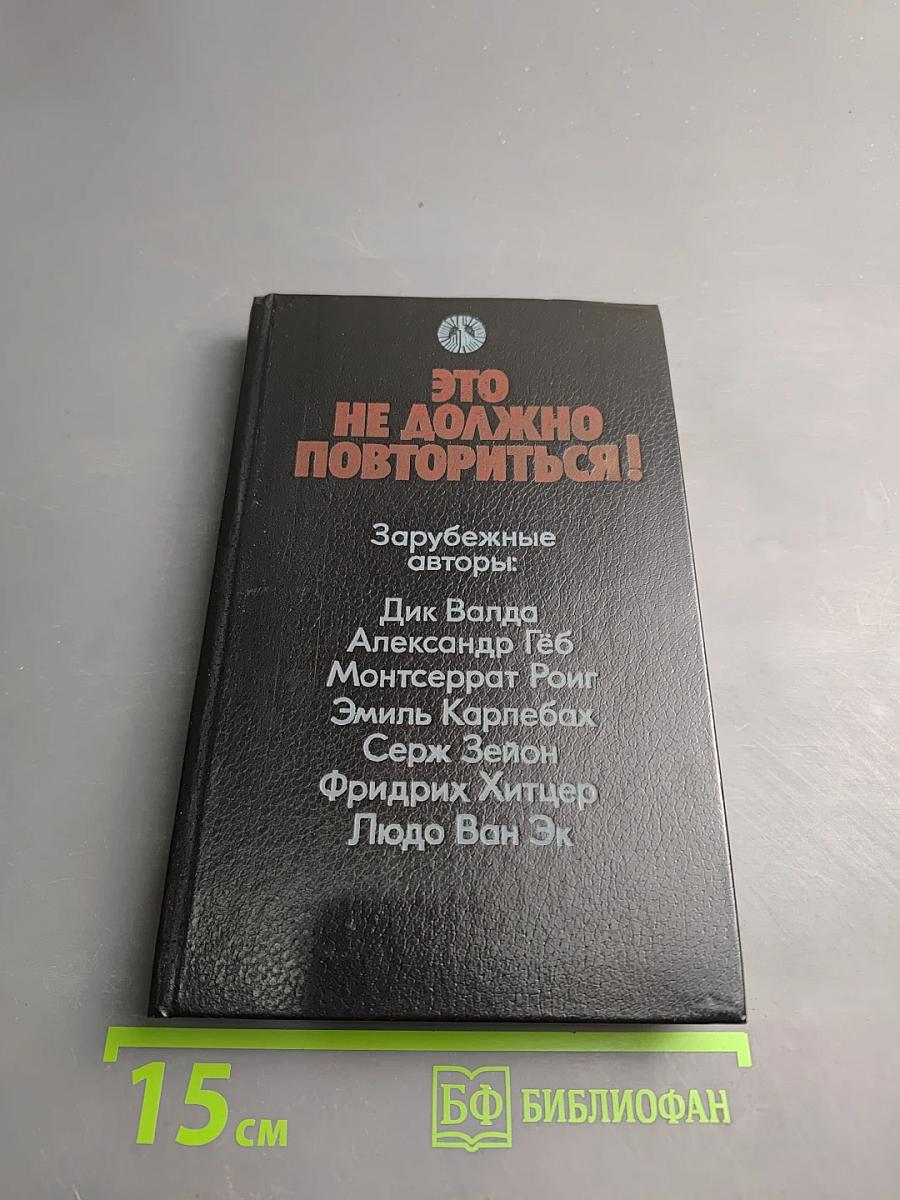 ЭТО
НЕ ДОЛЖНО
ПОВТОРИТЬСЯ!
Зарубежные
авторы:
Дик Валда
Александр Гёб
Монтсеррат Роиг
Эмиль Карлебах
Серж Зейон
Фридрих Хитцер
Людо Ван Эк
15 см
БФ БИБЛИОФАН